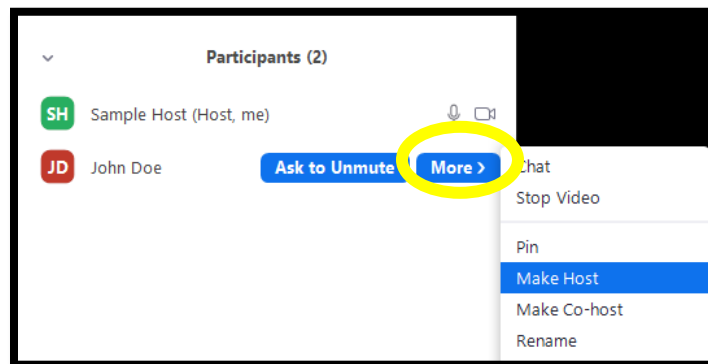 Participants (2)
SH Sample Host (Host, me)
JD John Doe Ask to Unmute More >
Chat
Stop Video
Pin
Make Host
Make Co-host
Rename